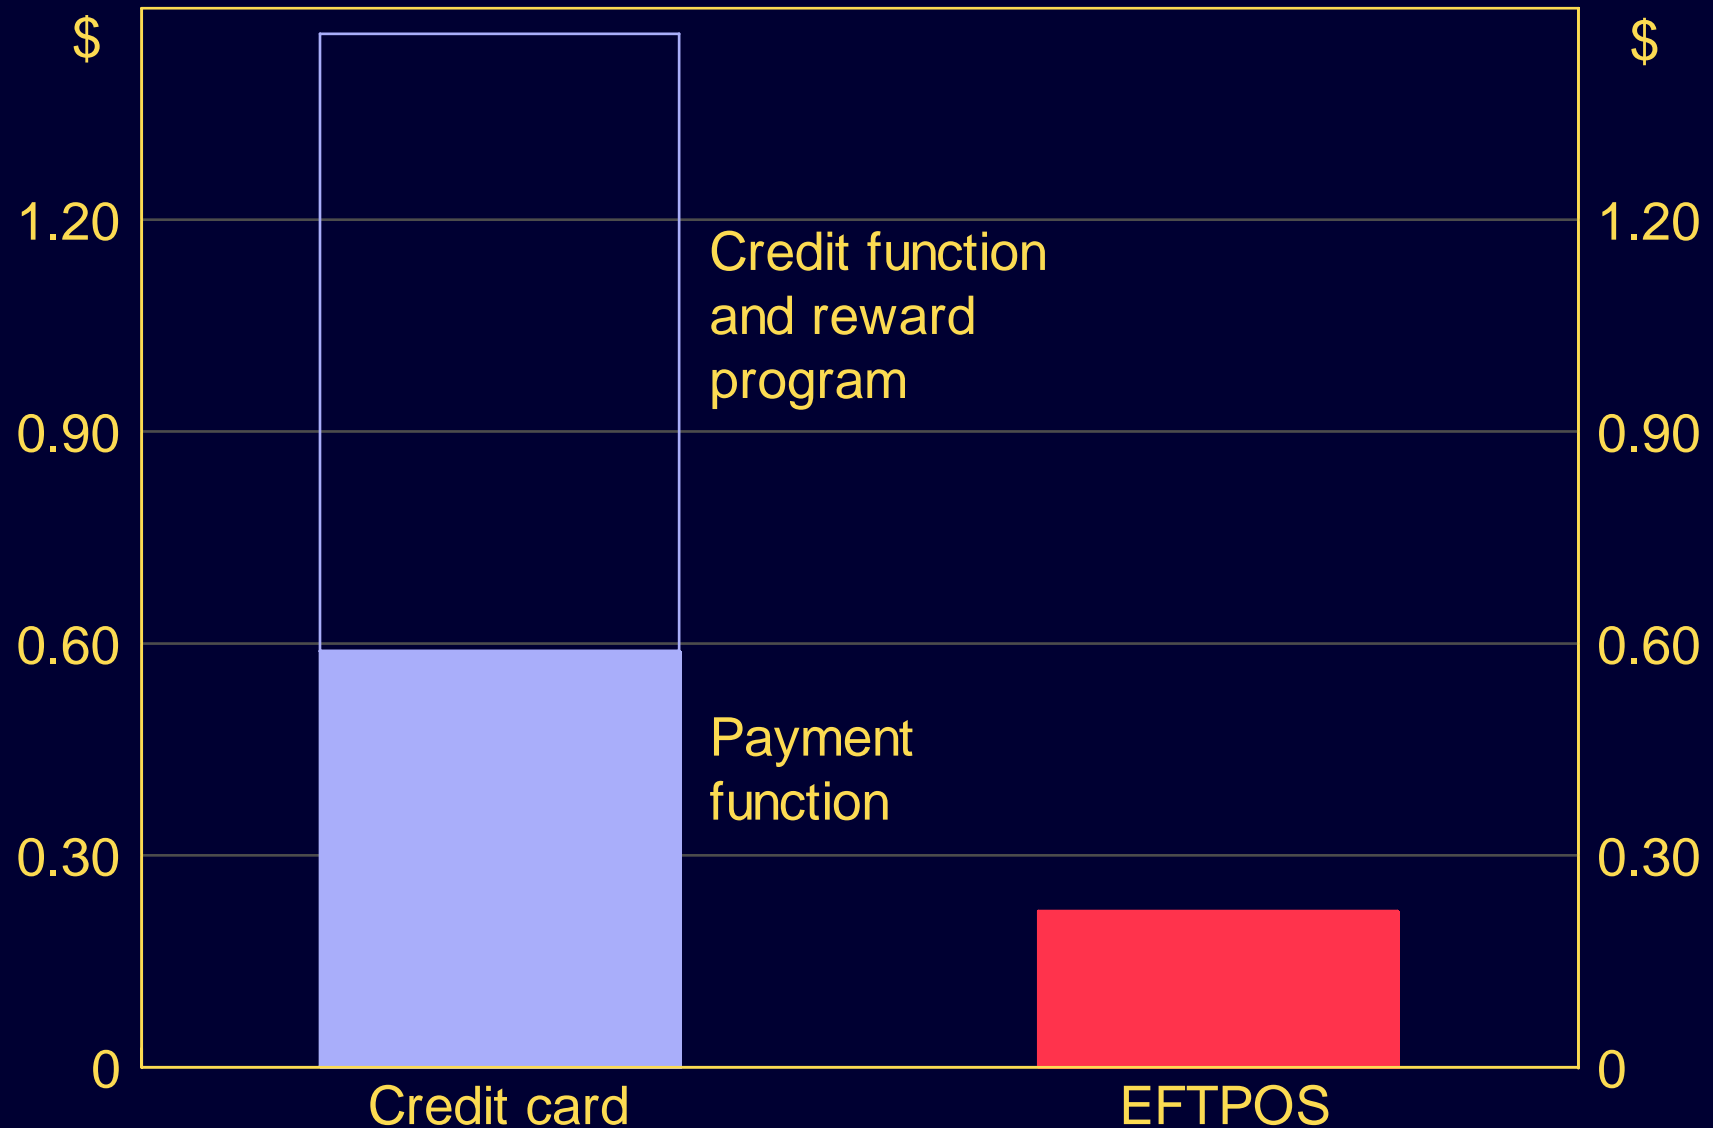 $
$
1.20
1.20
Credit function
and reward
program
0.90
0.90
0.60
0.60
Payment
function
0.30
0.30
0
0
Credit card
EFTPOS